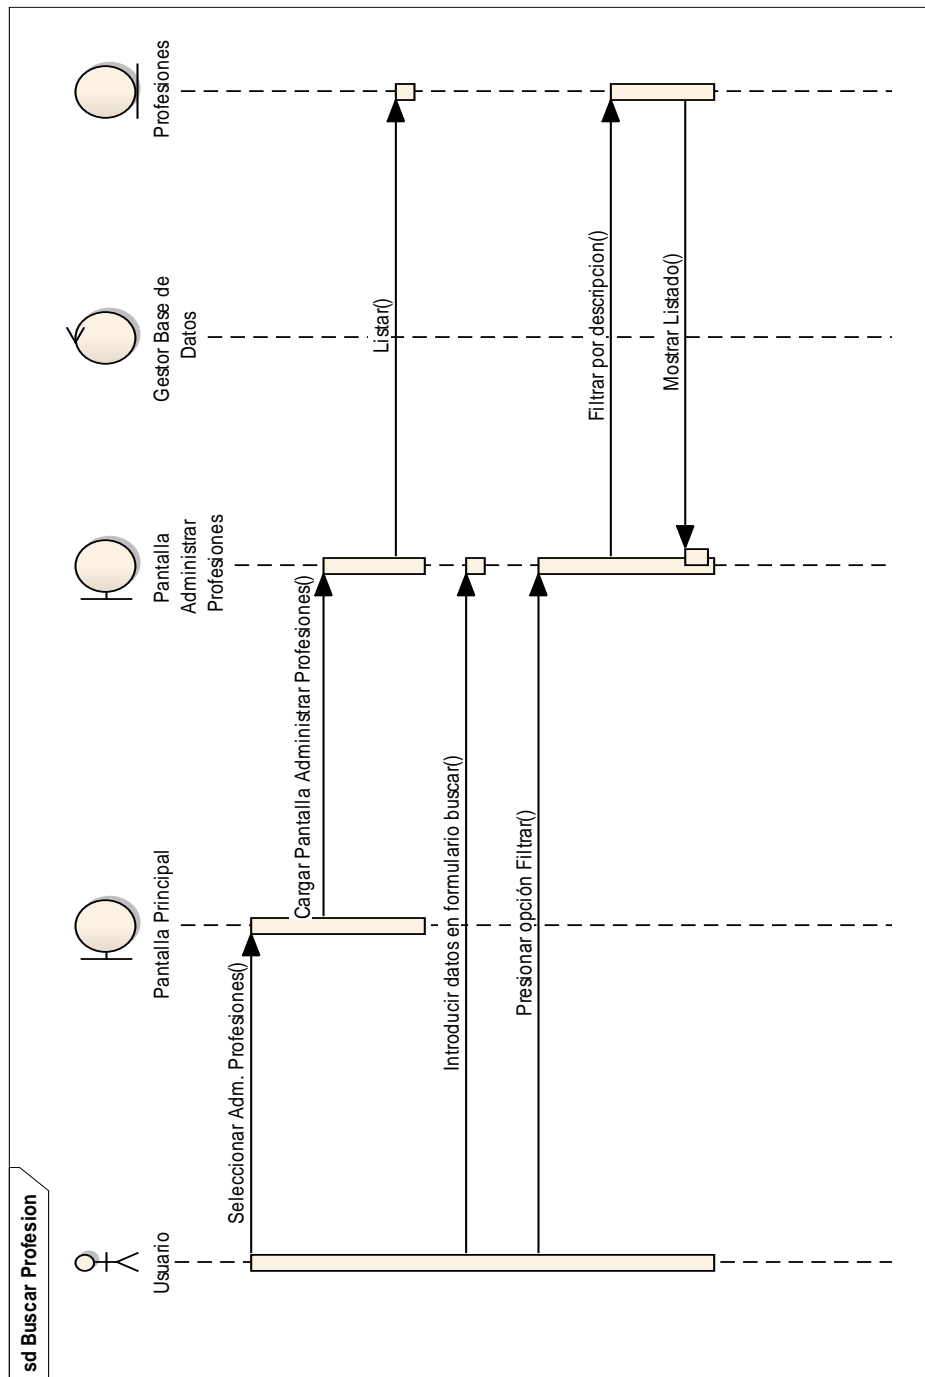 sd Buscar Profesion
Usuario
Pantalla Principal
Pantalla
Administrar
Profesiones
Gestor Base de
Datos
Profesiones
Seleccionar Adm. Profesiones()
Cargar Pantalla Administrar Profesiones()
Listar()
Introducir datos en formulario buscar()
Presionar opción Filtrar()
Filtrar por descripcion()
Mostrar Listado()